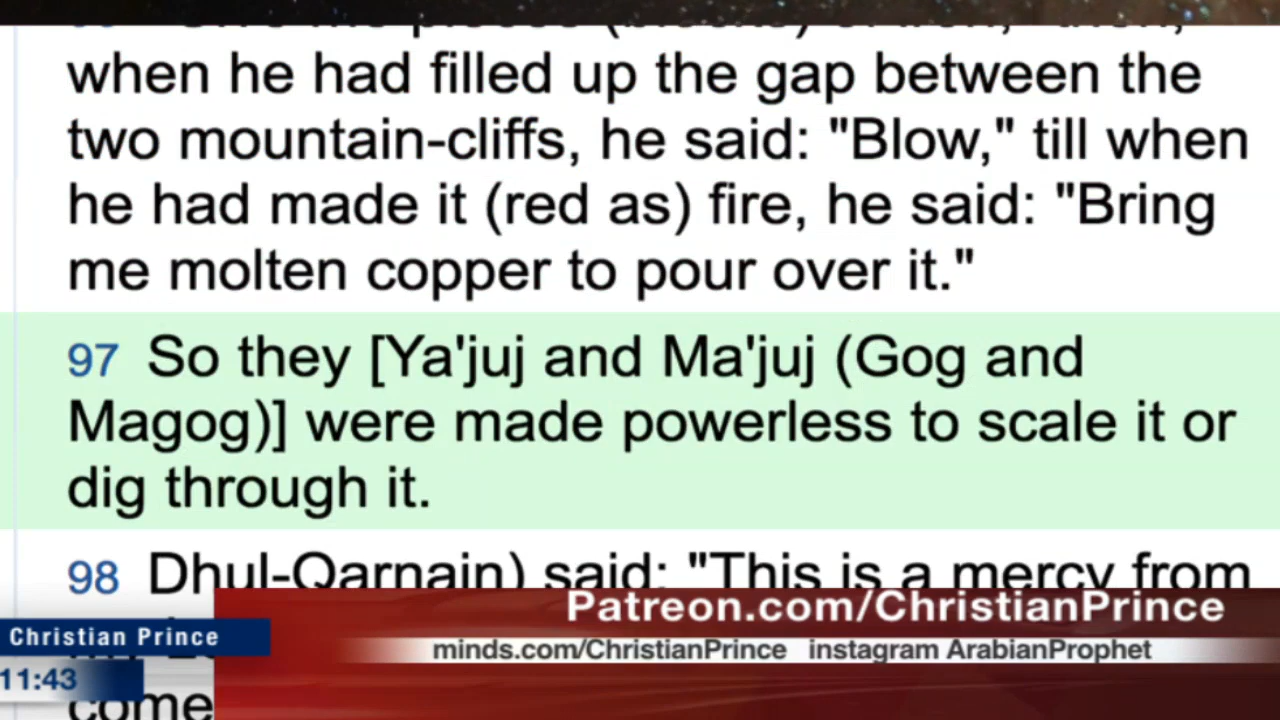 when he had filled up the gap between the
two mountain-cliffs, he said: "Blow," till when
he had made it (red as) fire, he said: "Bring
me molten copper to pour over it."
97 So they [Ya'juj and Ma'juj (Gog and
Magog)] were made powerless to scale it or
dig through it.
98 Dhul-Qarnain) said: "This is a mercy from
come
Patreon.com/ChristianPrince
minds.com/ChristianPrince instagram ArabianProphet
Christian Prince
11:43